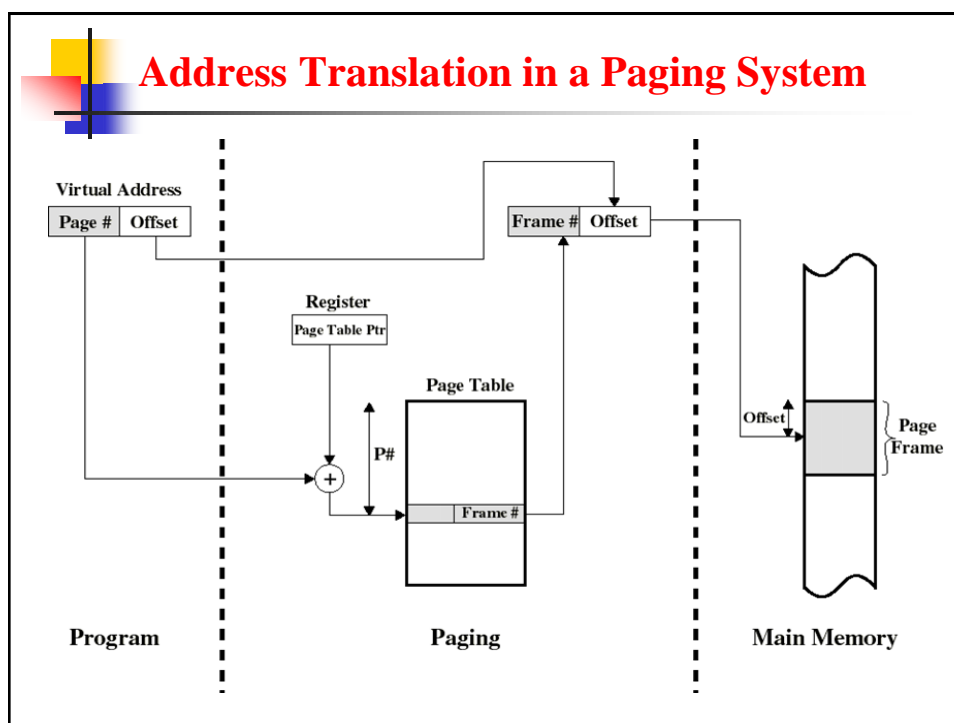 Address Translation in a Paging System
Virtual Address
Page # Offset
Frame # Offset
Register
Page Table Ptr
Page Table
P#
+
Frame #
Offset
Page
Frame
Program
Paging
Main Memory